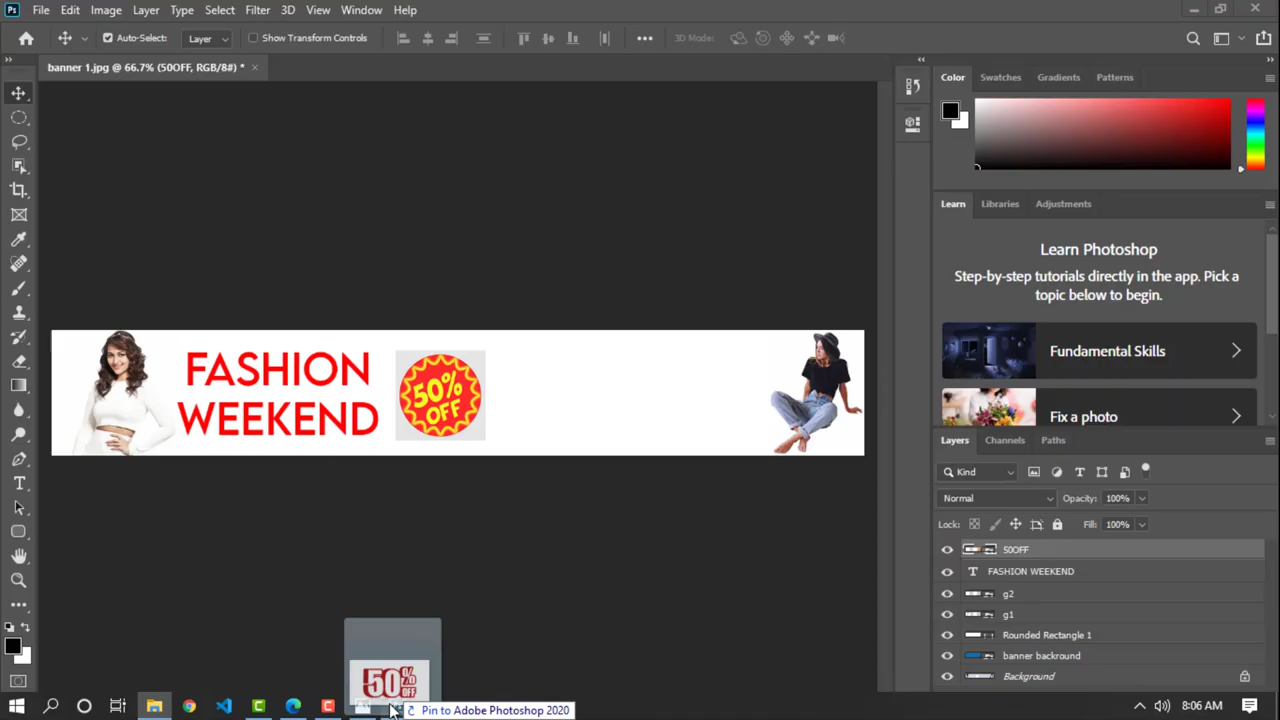 Ps File Edit Image Layer Type Select Filter 3D View Window Help
Auto-Select: Layer Show Transform Controls 3D Mode:
banner 1.jpg @ 66.7% (50OFF, RGB/8#) *
Color Swatches Gradients Patterns
Learn Libraries Adjustments
Learn Photoshop
Step-by-step tutorials directly in the app. Pick a
topic below to begin.
Fundamental Skills
Fix a photo
FASHION
WEEKEND
50%
OFF
Layers Channels Paths
Kind
Normal Opacity: 100%
Lock: Fill: 100%
50OFF
FASHION WEEKEND
g2
g1
Rounded Rectangle 1
banner backround
Background
50%
OFF
Pin to Adobe Photoshop 2020
8:06 AM